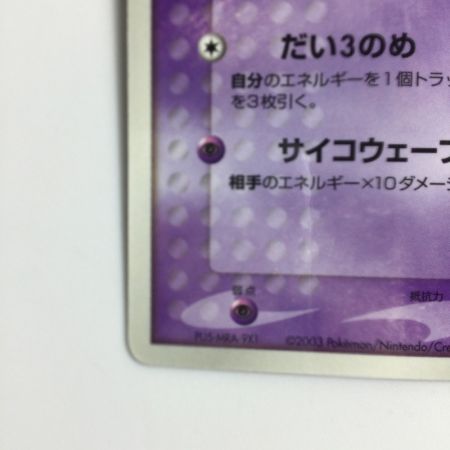 だい3のめ
自分のエネルギーを1個トラッ
を3枚引く。
サイコウェーブ
相手のエネルギー×10ダメージ
弱点
抵抗力
©2003 Pokémon/Nintendo/Cre